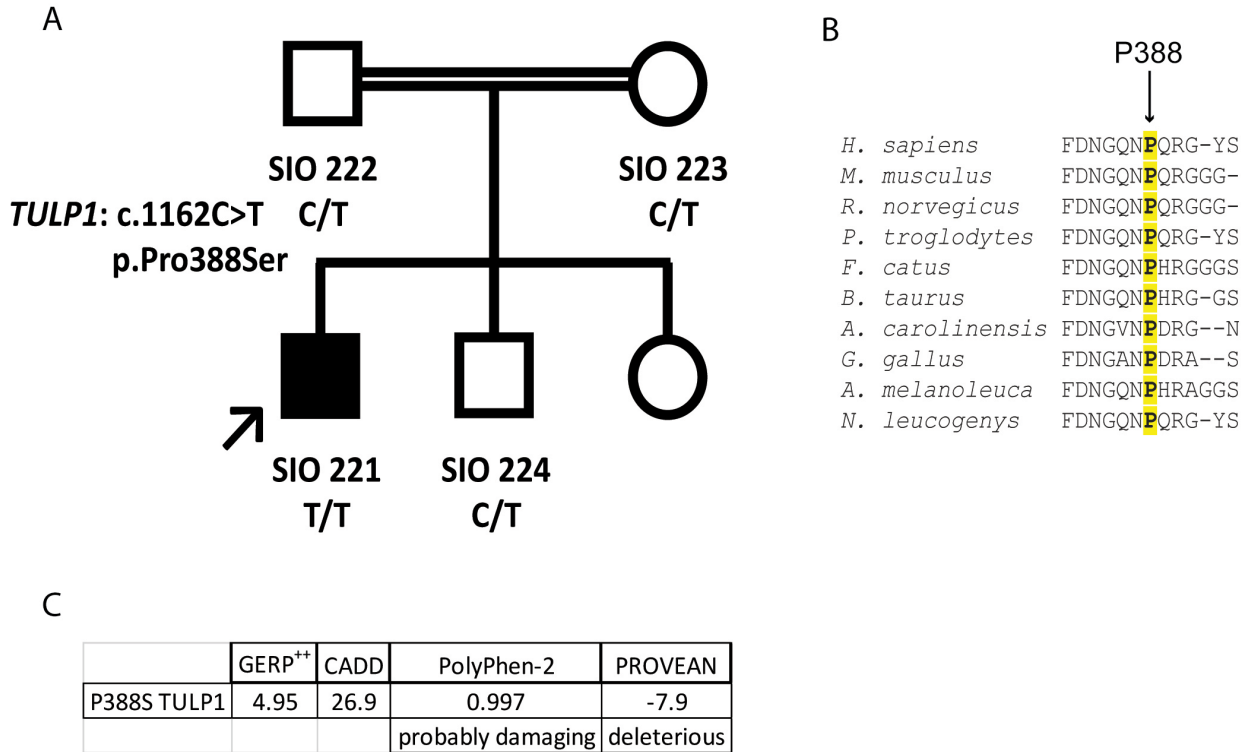 A
SIO 222
C/T
SIO 223
C/T
TULP1: c.1162C>T
p.Pro388Ser
SIO 221
T/T
SIO 224
C/T
B
P388
H. sapiens FDNGQNPQRG-YS
M. musculus FDNGQNPQRGGG-
R. norvegicus FDNGQNPQRGGG-
P. troglodytes FDNGQNPQRG-YS
F. catus FDNGQNPHRGGGS
B. taurus FDNGQNPHRG-GS
A. carolinensis FDNGVNPDRG--N
G. gallus FDNGANPDRA--S
A. melanoleuca FDNGQNPHRAGGS
N. leucogenys FDNGQNPQRG-YS
C
GERP++ CADD PolyPhen-2 PROVEAN
P388S TULP1 4.95 26.9 0.997 -7.9
probably damaging deleterious